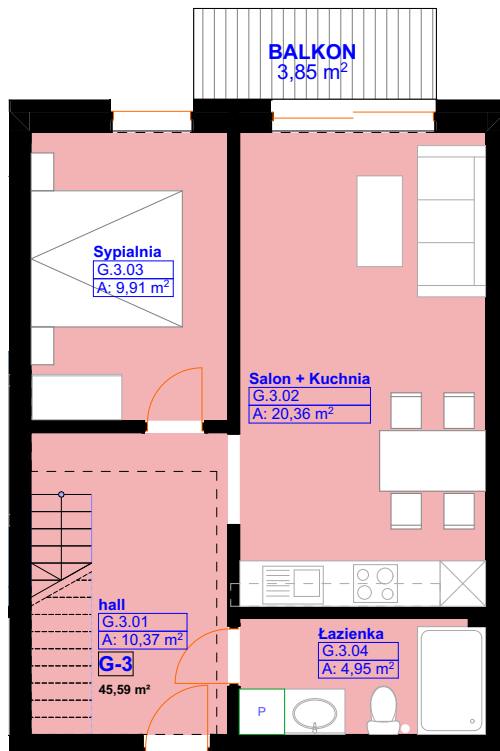 BALKON
3,85 m²
Sypialnia
G.3.03
A: 9,91 m²
Salon + Kuchnia
G.3.02
A: 20,36 m²
hall
G.3.01
A: 10,37 m²
G-3
45,59 m²
Łazienka
G.3.04
A: 4,95 m²
P